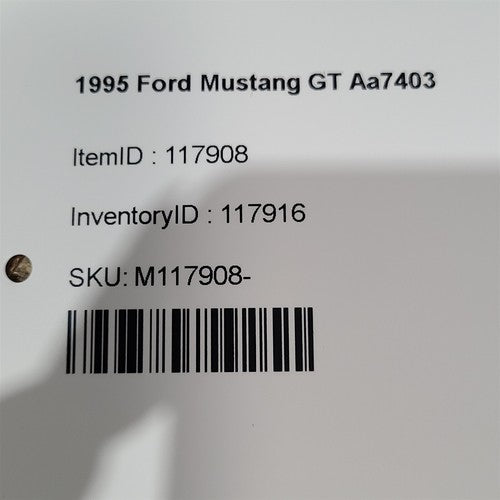 1995 Ford Mustang GT Aa7403
ItemID : 117908
InventoryID : 117916
SKU: M117908-